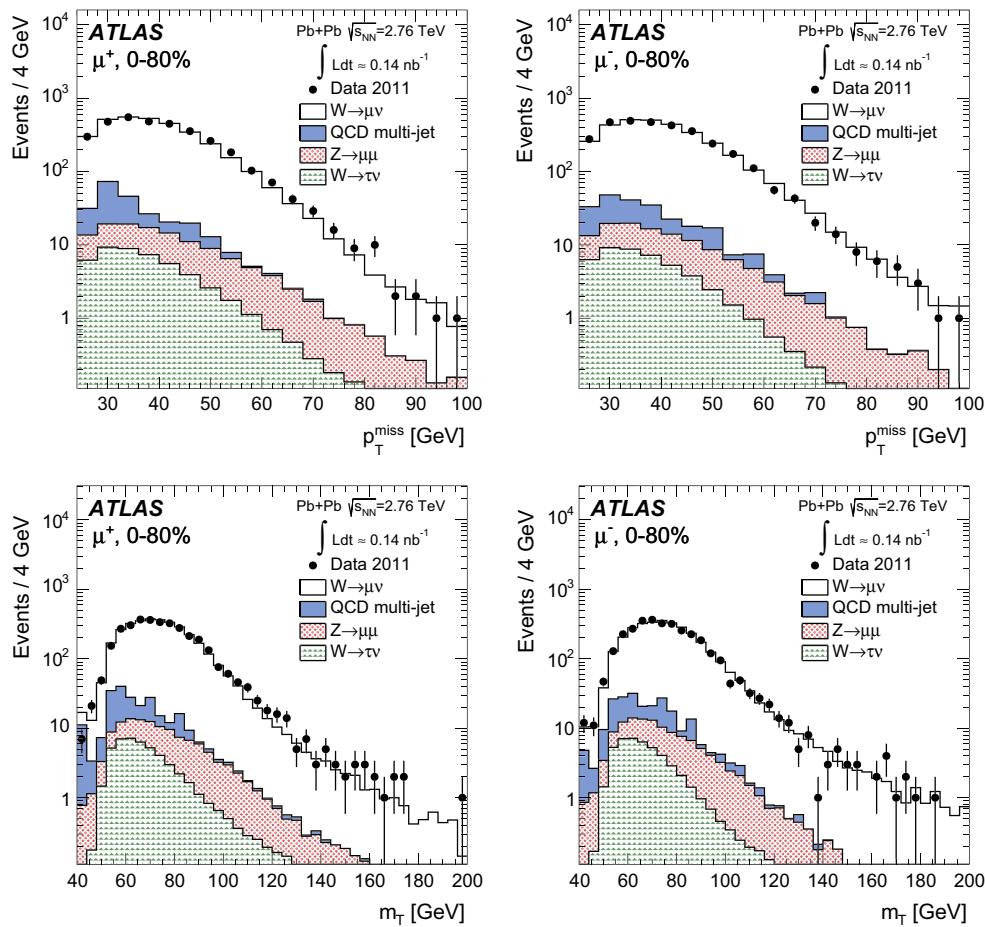 ATLAS
μ⁺, 0-80%
Pb+Pb √sNN=2.76 TeV
∫ Ldt ≈ 0.14 nb⁻¹
Data 2011
W→μν
QCD multi-jet
Z→μμ
W→τν
Events / 4 GeV
10⁴
10³
10²
10
1
30 40 50 60 70 80 90 100
pTmiss [GeV]
ATLAS
μ⁻, 0-80%
Pb+Pb √sNN=2.76 TeV
∫ Ldt ≈ 0.14 nb⁻¹
Data 2011
W→μν
QCD multi-jet
Z→μμ
W→τν
Events / 4 GeV
10⁴
10³
10²
10
1
30 40 50 60 70 80 90 100
pTmiss [GeV]
ATLAS
μ⁺, 0-80%
Pb+Pb √sNN=2.76 TeV
∫ Ldt ≈ 0.14 nb⁻¹
Data 2011
W→μν
QCD multi-jet
Z→μμ
W→τν
Events / 4 GeV
10⁴
10³
10²
10
1
40 60 80 100 120 140 160 180 200
mT [GeV]
ATLAS
μ⁻, 0-80%
Pb+Pb √sNN=2.76 TeV
∫ Ldt ≈ 0.14 nb⁻¹
Data 2011
W→μν
QCD multi-jet
Z→μμ
W→τν
Events / 4 GeV
10⁴
10³
10²
10
1
40 60 80 100 120 140 160 180 200
mT [GeV]